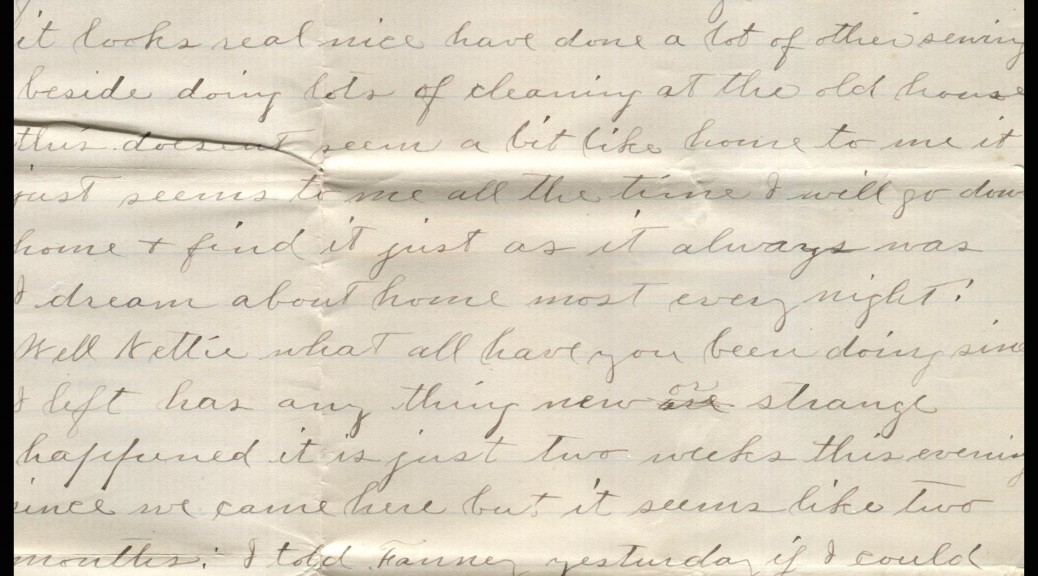 it looks real nice have done a lot of other sewing
beside doing lots of cleaning at the old house
this doesent seem a bit like home to me it
just seems to me all the time I will go down
home + find it just as it always was
I dream about home most every night!
Well Nettie what all have you been doing since
I left has any thing new or strange
happened it is just two weeks this evening
since we came here but it seems like two
months. I told Fanney yesterday if I could